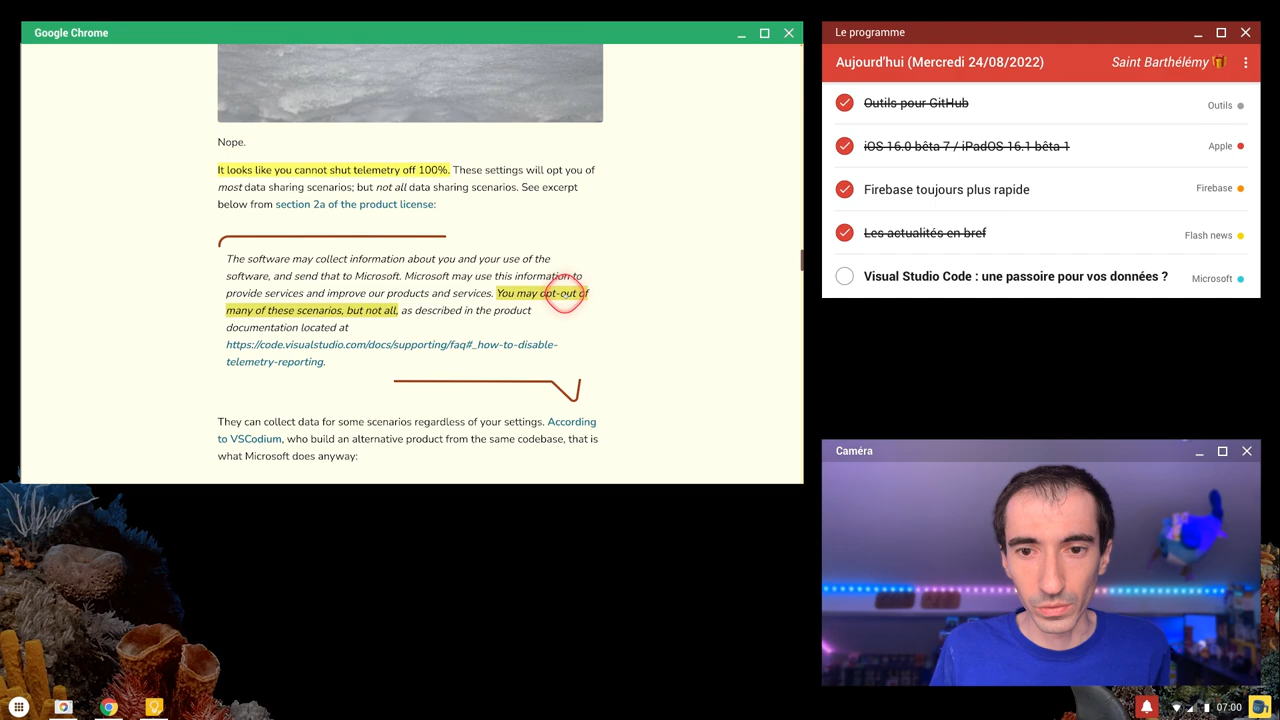 Google Chrome
Nope.
It looks like you cannot shut telemetry off 100%. These settings will opt you of
most data sharing scenarios; but not all data sharing scenarios. See excerpt
below from section 2a of the product license:
The software may collect information about you and your use of the
software, and send that to Microsoft. Microsoft may use this information to
provide services and improve our products and services. You may opt-out of
many of these scenarios, but not all, as described in the product
documentation located at
https://code.visualstudio.com/docs/supporting/faq#_how-to-disable-
telemetry-reporting.
They can collect data for some scenarios regardless of your settings. According
to VSCodium, who build an alternative product from the same codebase, that is
what Microsoft does anyway:
Le programme
Aujourd'hui (Mercredi 24/08/2022)
Saint Barthélémy
Outils pour GitHub
Outils
iOS 16.0 bêta 7 / iPadOS 16.1 bêta 1
Apple
Firebase toujours plus rapide
Firebase
Les actualités en bref
Flash news
Visual Studio Code : une passoire pour vos données ?
Microsoft
Caméra
07:00